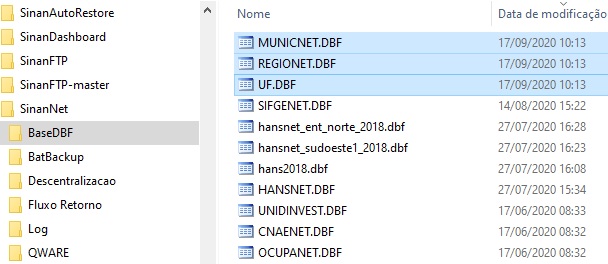 SinanAutoRestore
SinanDashboard
SinanFTP
SinanFTP-master
SinanNet
BaseDBF
BatBackup
Descentralizacao
Fluxo Retorno
Log
QWARE
Nome Data de modificação
MUNICNET.DBF 17/09/2020 10:13
REGIONET.DBF 17/09/2020 10:13
UF.DBF 17/09/2020 10:13
SIFGENET.DBF 14/08/2020 15:22
hansnet_ent_norte_2018.dbf 27/07/2020 16:28
hansnet_sudoeste1_2018.dbf 27/07/2020 16:23
hans2018.dbf 27/07/2020 16:08
HANSNET.DBF 27/07/2020 15:34
UNIDINVEST.DBF 17/06/2020 08:33
CNAENET.DBF 17/06/2020 08:32
OCUPANET.DBF 17/06/2020 08:32